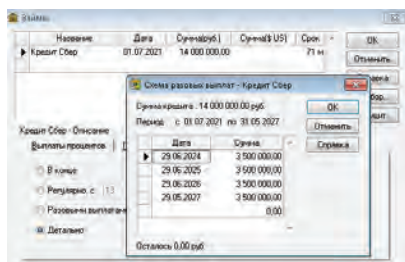 Займы
Название Дата Сумма(руб.) Сумма($ US) Срок
Кредит Сбер 01.07.2021 14 000 000,00 71 м
OK
Отменить
Схема разовых выплат - Кредит Сбер
Сумма кредита : 14 000 000.00 руб.
Период: с 01.07.2021 по 31.05.2027
OK
Отменить
Справка
Дата Сумма
29.06.2024 3 500 000,00
29.06.2025 3 500 000,00
29.06.2026 3 500 000,00
29.05.2027 3 500 000,00
0,00
Осталось 0,00 руб
Кредит Сбер - Описание
Выплаты процентов
В конце
Регулярно, с
Разовыми выплатами
Детально